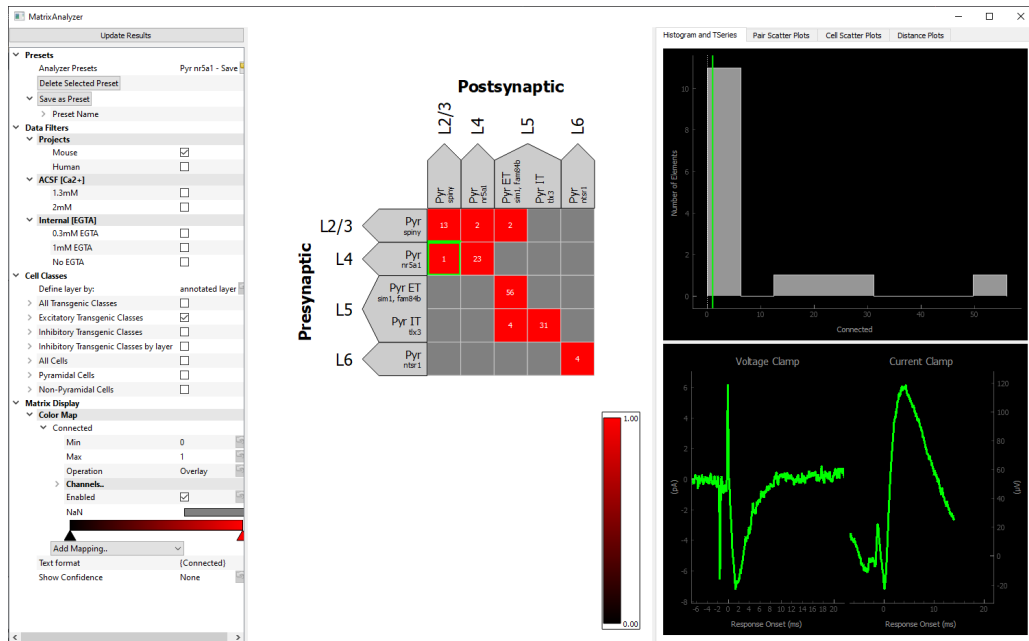 MatrixAnalyzer
Update Results
Presets
Analyzer Presets Pyr nr5a1 - Save
Delete Selected Preset
Save as Preset
Preset Name
Data Filters
Projects
Mouse
Human
ACSF [Ca2+]
1.3mM
2mM
Internal [EGTA]
0.3mM EGTA
1mM EGTA
No EGTA
Cell Classes
Define layer by: annotated layer
All Transgenic Classes
Excitatory Transgenic Classes
Inhibitory Transgenic Classes
Inhibitory Transgenic Classes by layer
All Cells
Pyramidal Cells
Non-Pyramidal Cells
Matrix Display
Color Map
Connected
Min 0
Max 1
Operation Overlay
Channels..
Enabled
NaN
Add Mapping..
Text format {Connected}
Show Confidence None
Postsynaptic
L2/3 L4 L5 L6
Pyr spiny
Pyr nr5a1
Pyr ET sim1, fam84b
Pyr IT tlx3
Pyr ntsr1
Presynaptic
L2/3 Pyr 13 2 2
spiny
L4 Pyr 1 23
nr5a1
L5 Pyr ET 56
sim1, fam84b
Pyr IT 4 31
tlx3
L6 Pyr 4
ntsr1
1.00
0.00
Histogram and TSeries Pair Scatter Plots Cell Scatter Plots Distance Plots
Number of Elements
10
8
6
4
2
0
0 10 20 30 40 50
Connected
Voltage Clamp Current Clamp
(pA)
6
4
2
0
-2
-4
-6
-8
-6 -4 -2 0 2 4 6 8 10 12 14 16 18 20
Response Onset (ms)
120
100
80
60
40
20
0
-20
(µV)
0 10 20
Response Onset (ms)